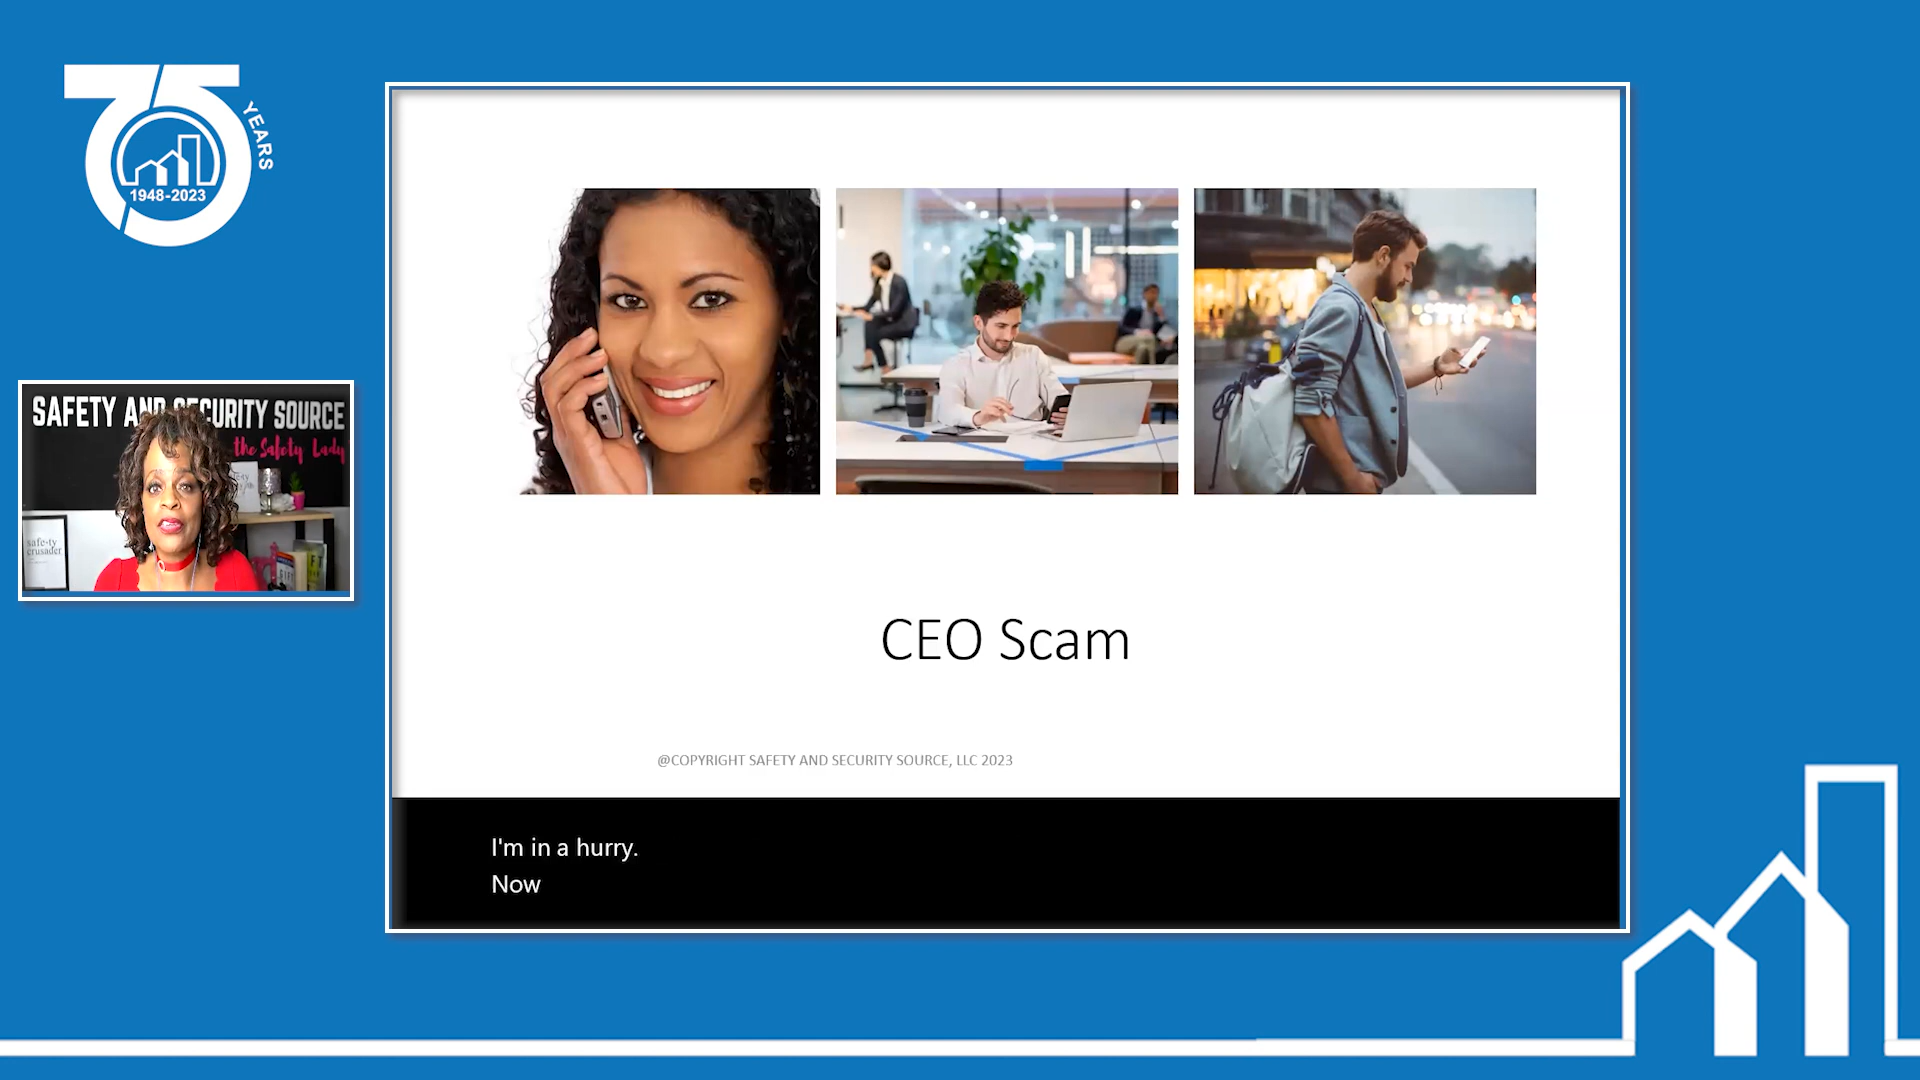 75
YEARS
1948-2023
SAFETY AND SECURITY SOURCE
the Safety Lady
safe-ty
crusader
CEO Scam
@COPYRIGHT SAFETY AND SECURITY SOURCE, LLC 2023
I'm in a hurry.
Now